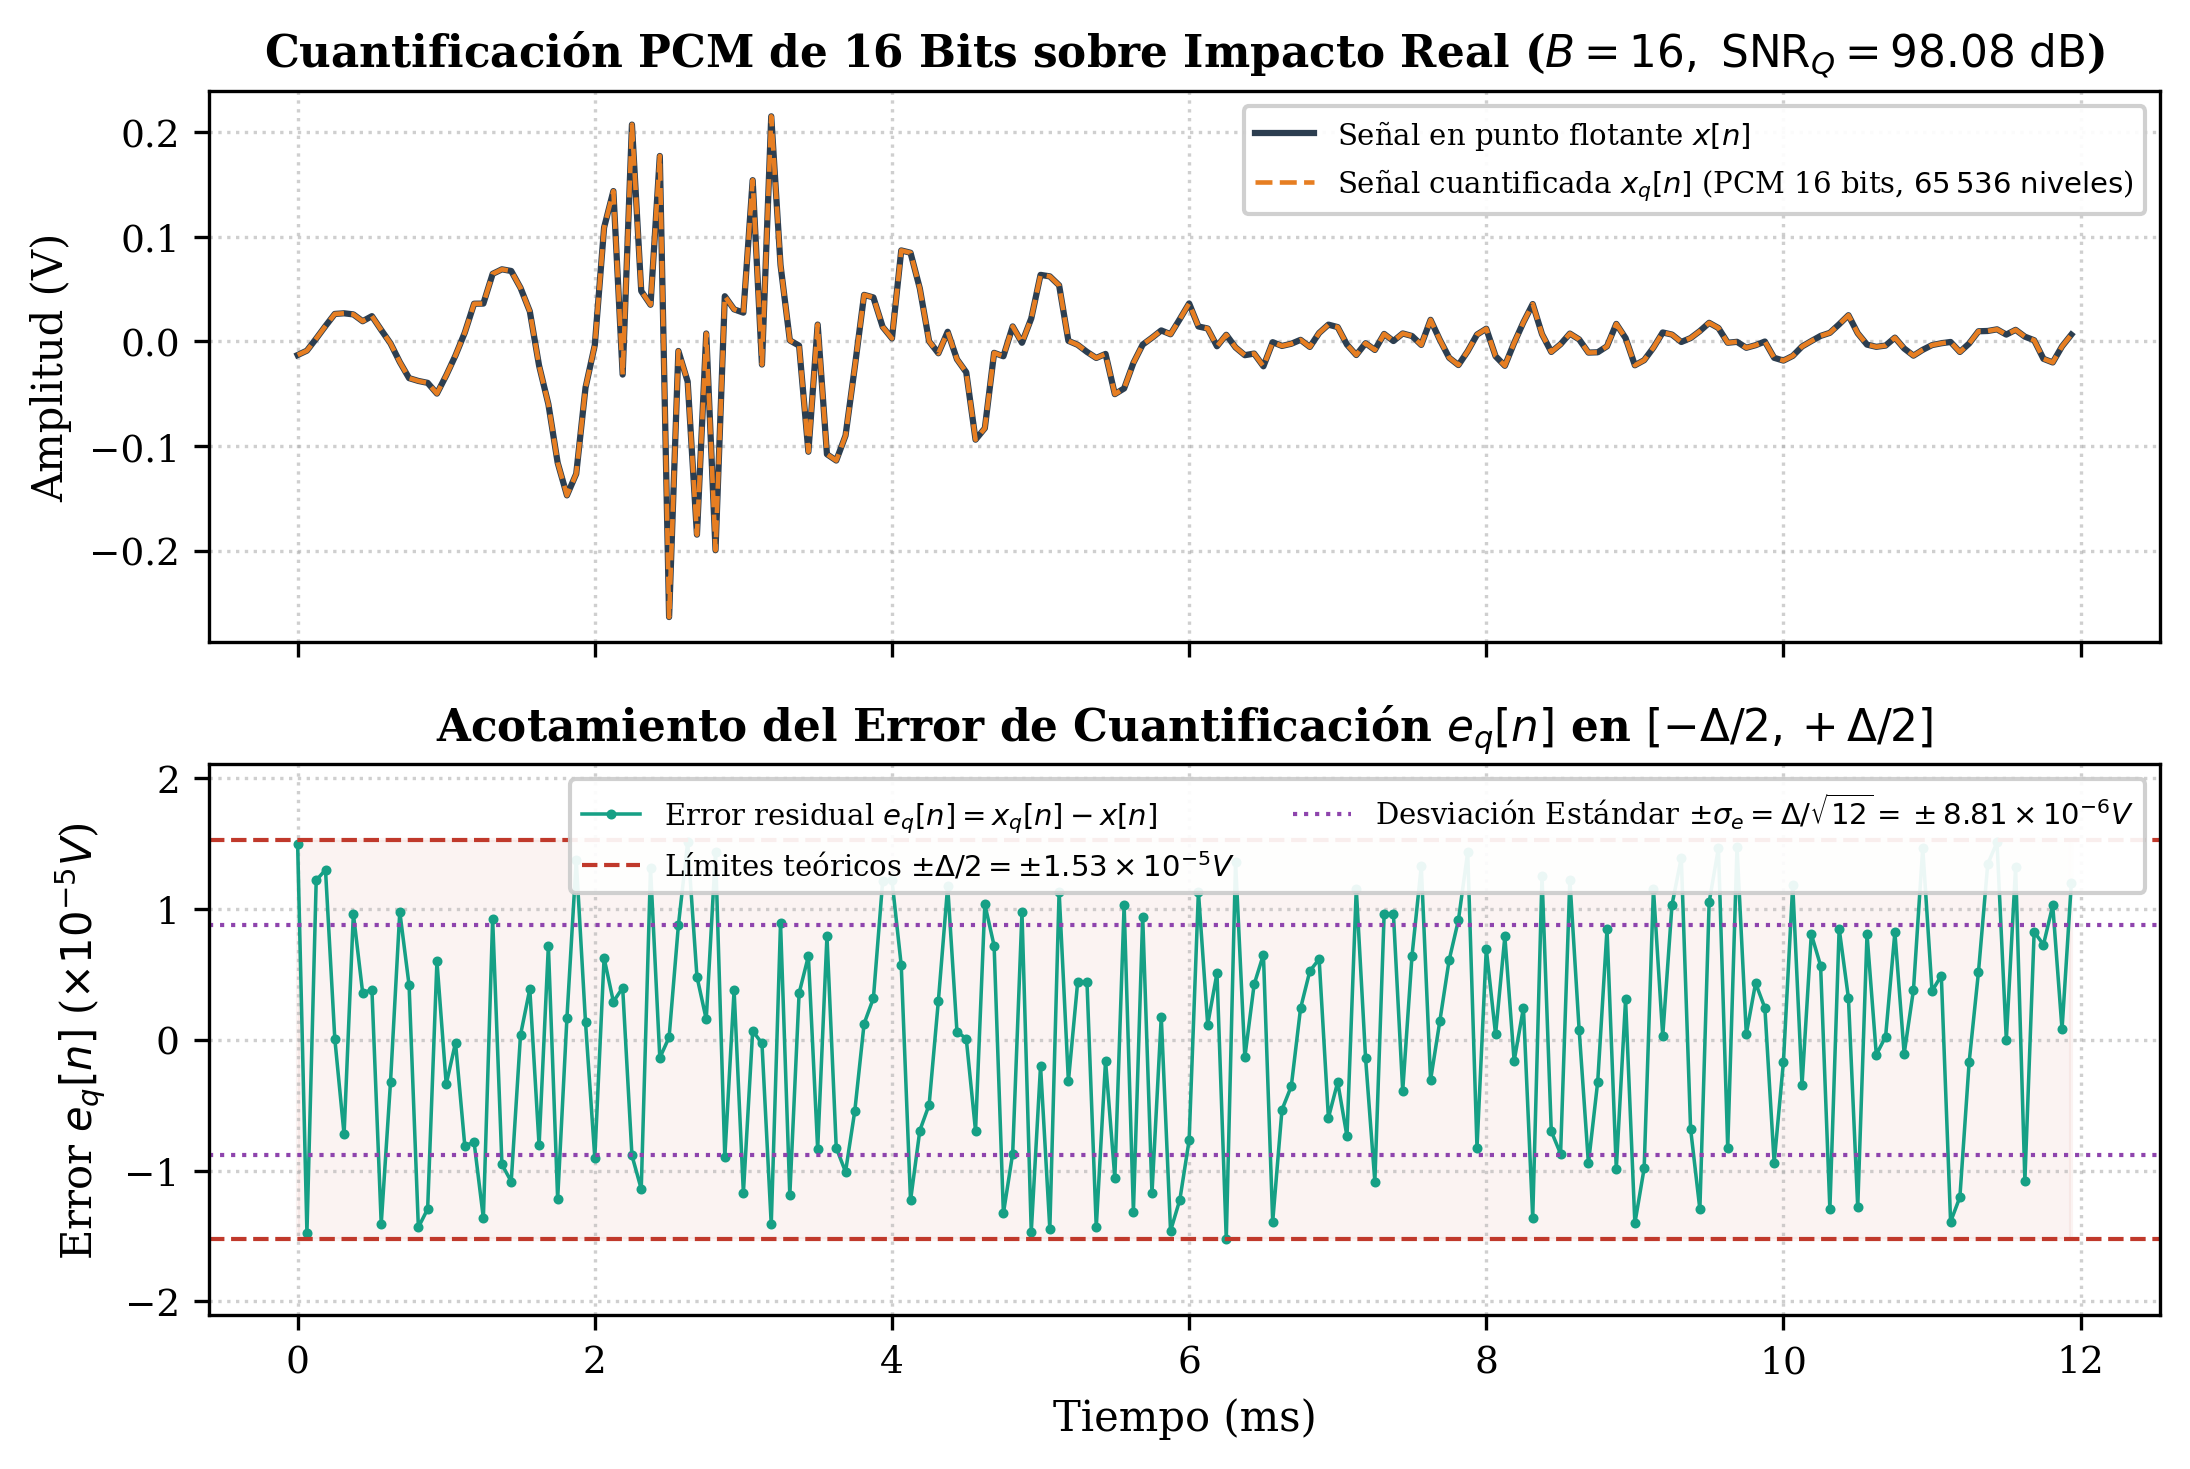 Cuantificación PCM de 16 Bits sobre Impacto Real (B = 16, SNR_Q = 98.08 dB)
Señal en punto flotante x[n]
Señal cuantificada x_q[n] (PCM 16 bits, 65 536 niveles)
Amplitud (V)
0.2
0.1
0.0
−0.1
−0.2
Acotamiento del Error de Cuantificación e_q[n] en [−Δ/2, +Δ/2]
Error residual e_q[n] = x_q[n] − x[n]
Límites teóricos ±Δ/2 = ±1.53 × 10⁻⁵V
Desviación Estándar ±σ_e = Δ/√12 = ±8.81 × 10⁻⁶V
Error e_q[n] (×10⁻⁵V)
2
1
0
−1
−2
0 2 4 6 8 10 12
Tiempo (ms)